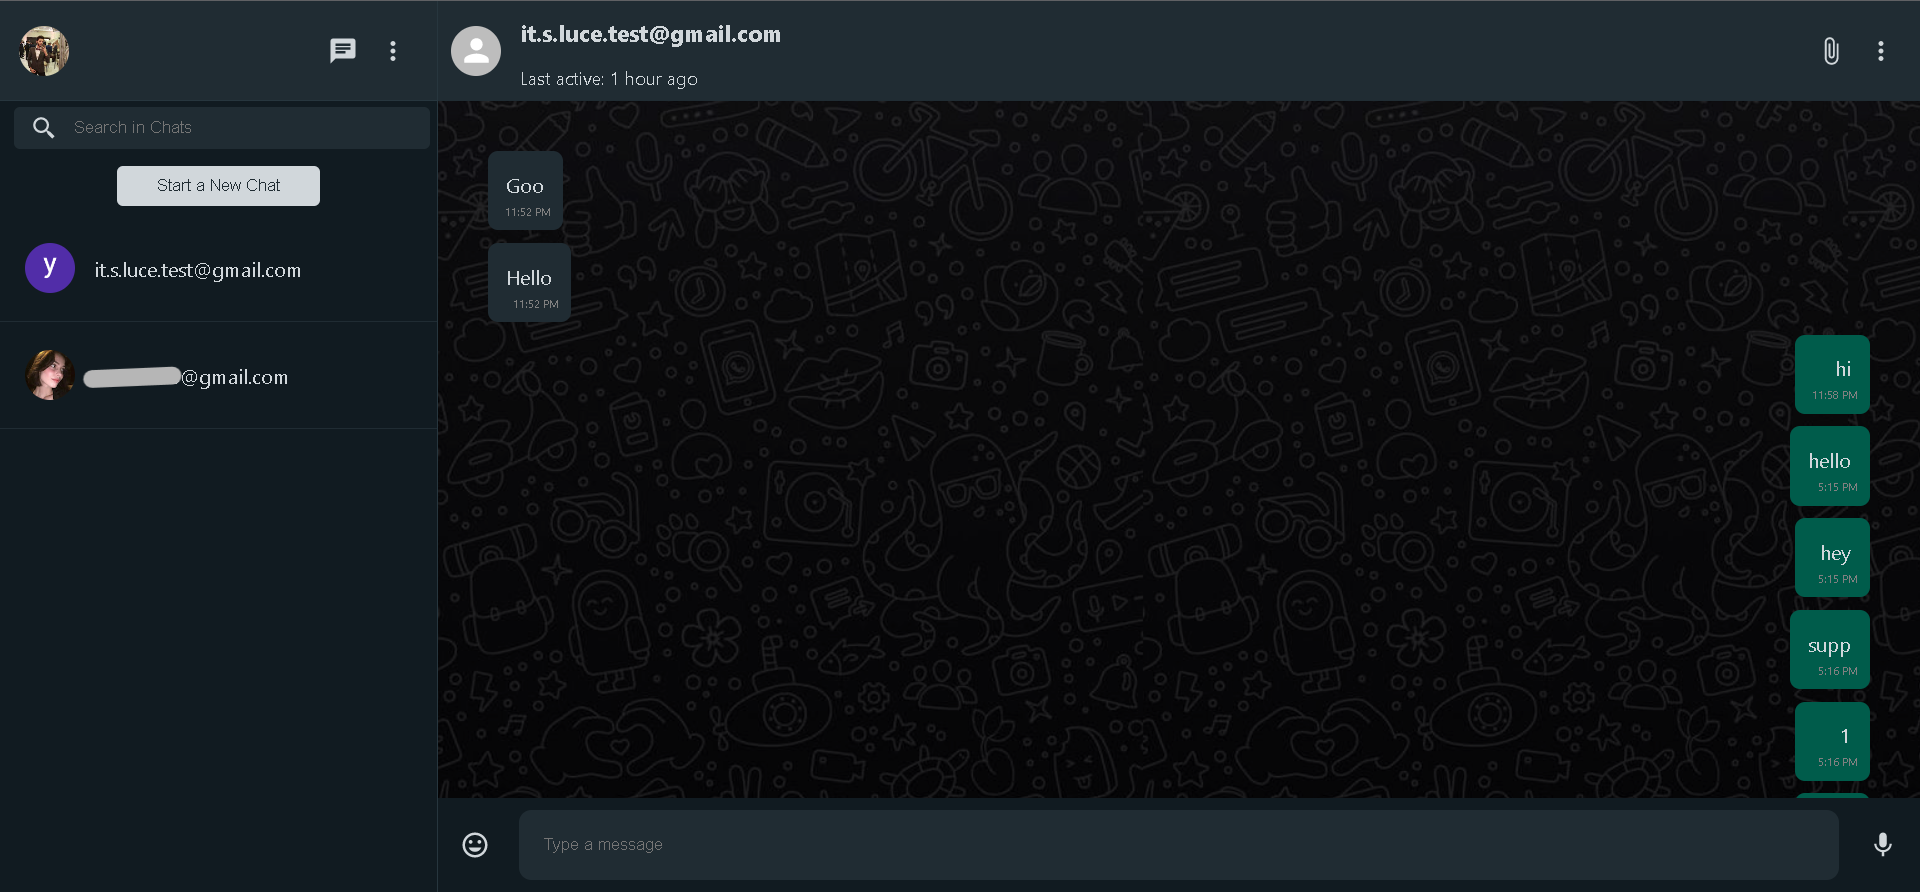 Search in Chats
Start a New Chat
y
it.s.luce.test@gmail.com
@gmail.com
it.s.luce.test@gmail.com
Last active: 1 hour ago
Goo
11:52 PM
Hello
11:52 PM
hi
11:58 PM
hello
5:15 PM
hey
5:15 PM
supp
5:16 PM
1
5:16 PM
Type a message